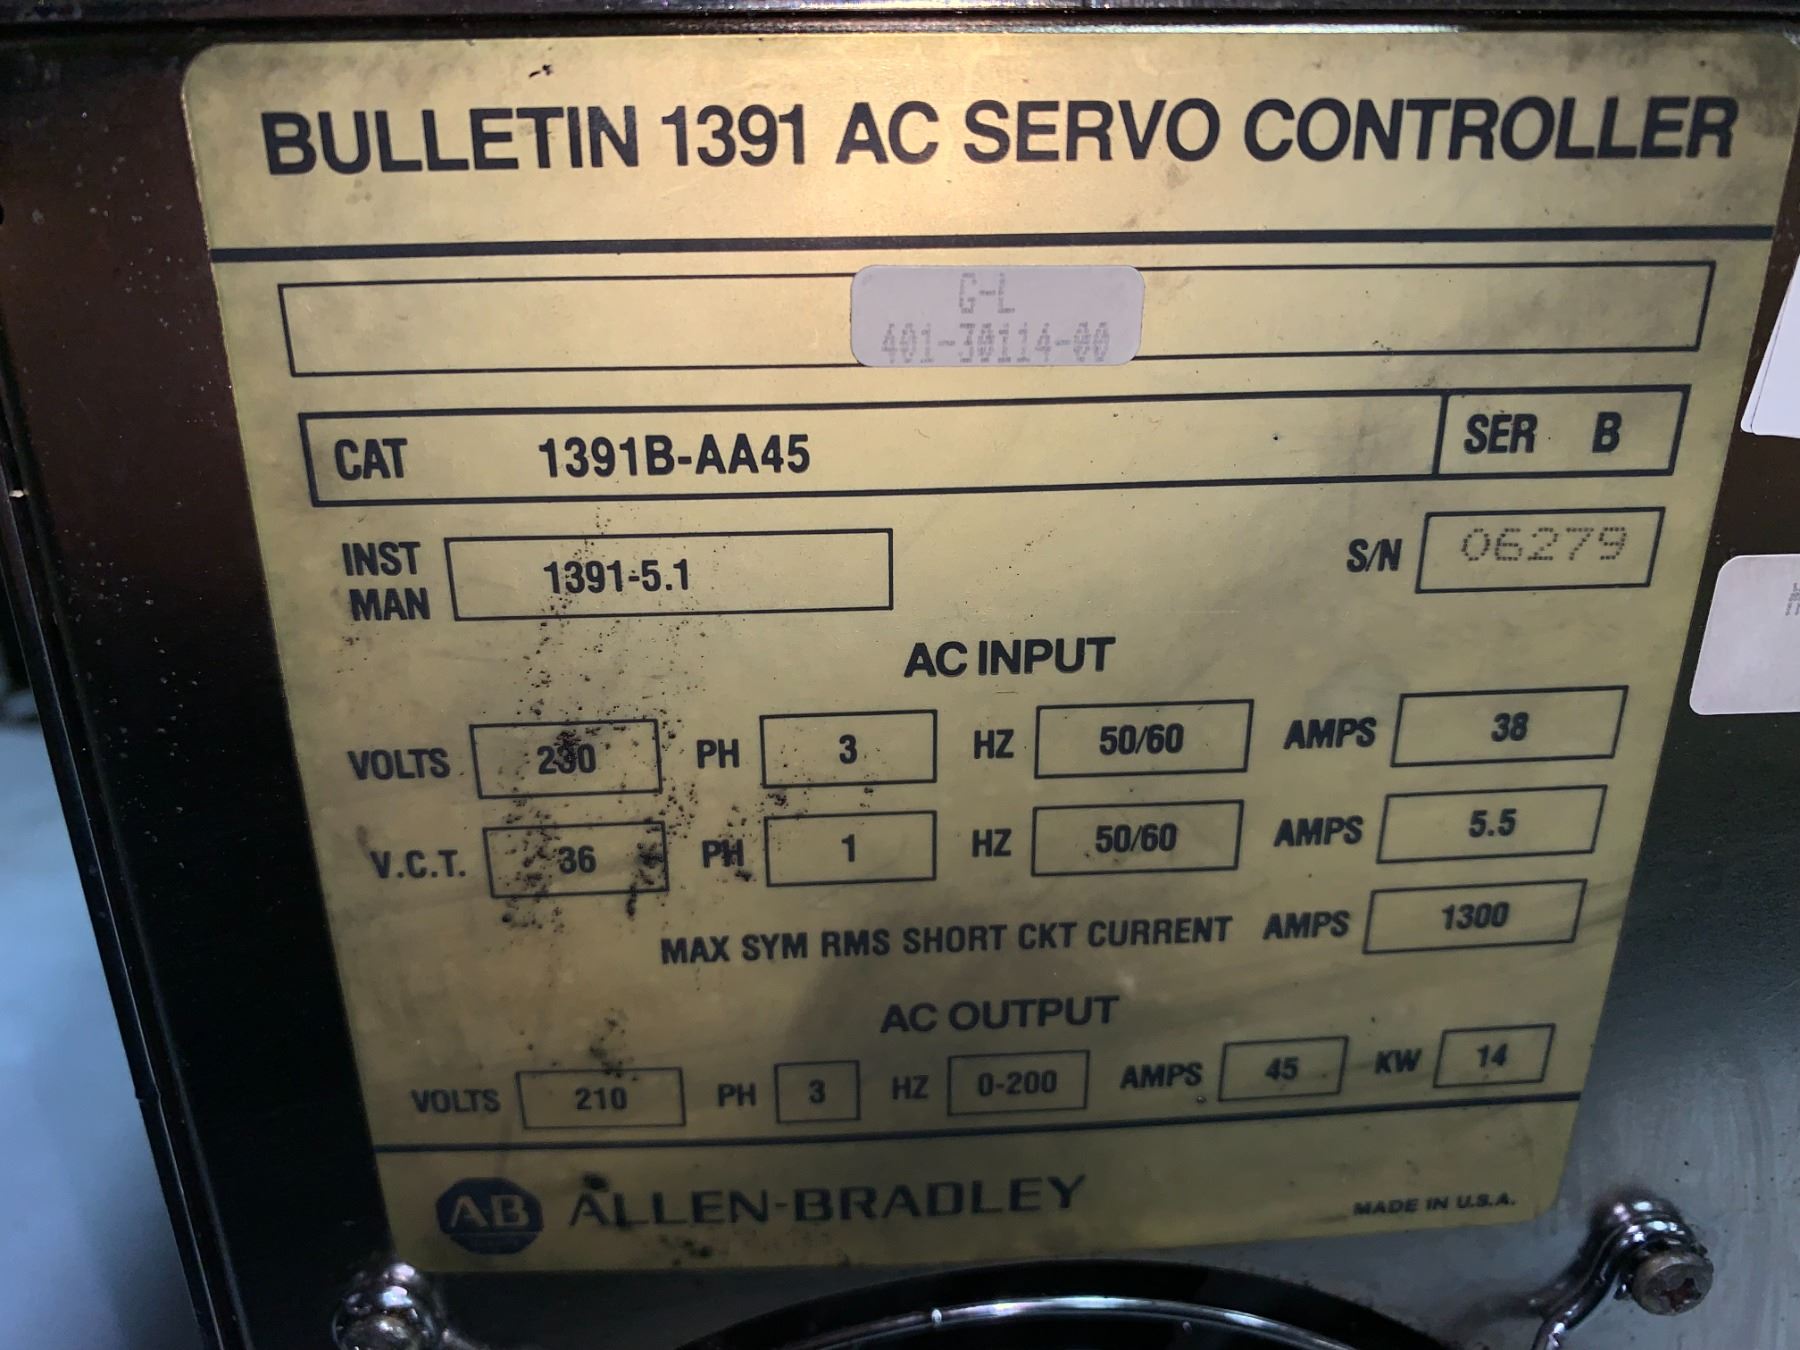 BULLETIN 1391 AC SERVO CONTROLLER
G-L
401-30114-00
CAT 1391B-AA45 SER B
INST MAN 1391-5.1 S/N 06279
AC INPUT
VOLTS 230 PH 3 HZ 50/60 AMPS 38
V.C.T. 36 PH 1 HZ 50/60 AMPS 5.5
MAX SYM RMS SHORT CKT CURRENT AMPS 1300
AC OUTPUT
VOLTS 210 PH 3 HZ 0-200 AMPS 45 KW 14
AB ALLEN-BRADLEY MADE IN U.S.A.